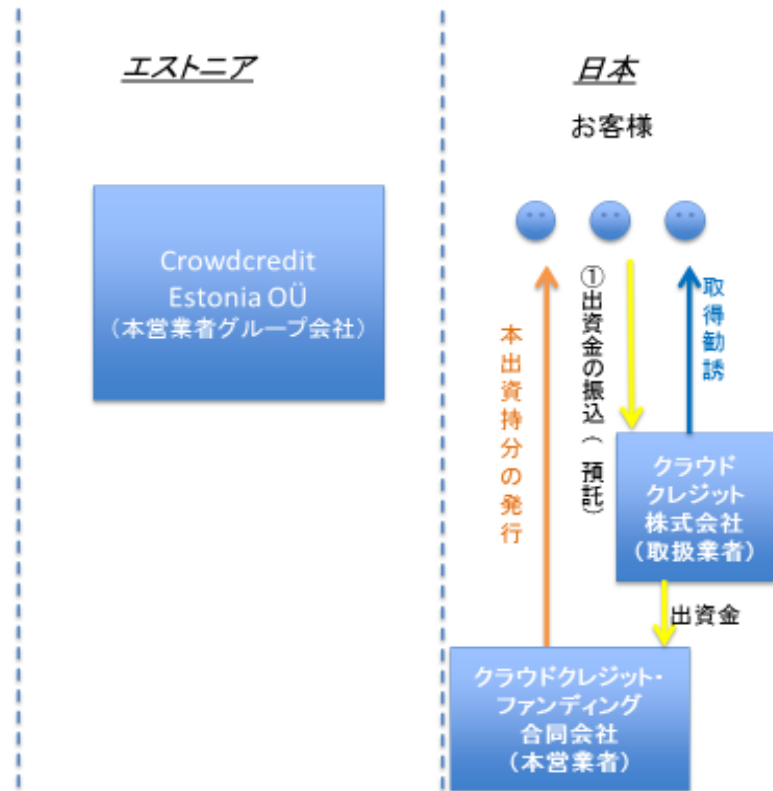 エストニア
日本
お客様
Crowdcredit
Estonia OÜ
（本営業者グループ会社）
本出資持分の発行
①出資金の振込（預託）
取得勧誘
クラウド
クレジット
株式会社
（取扱業者）
出資金
クラウドクレジット・
ファンディング
合同会社
（本営業者）